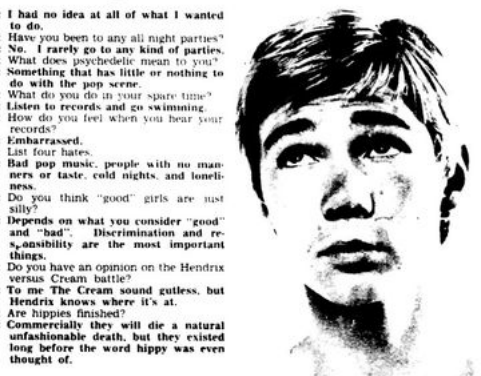 I had no idea at all of what I wanted
to do.
Have you been to any all night parties?
No. I rarely go to any kind of parties.
What does psychedelic mean to you?
Something that has little or nothing to
do with the pop scene.
What do you do in your spare time?
Listen to records and go swimming.
How do you feel when you hear your
records?
Embarrassed.
List four hates.
Bad pop music, people with no man-
ners or taste, cold nights, and loneli-
ness.
Do you think "good" girls are just
silly?
Depends on what you consider "good"
and "bad". Discrimination and re-
sponsibility are the most important
things.
Do you have an opinion on the Hendrix
versus Cream battle?
To me The Cream sound gutless, but
Hendrix knows where it's at.
Are hippies finished?
Commercially they will die a natural
unfashionable death, but they existed
long before the word hippy was even
thought of.